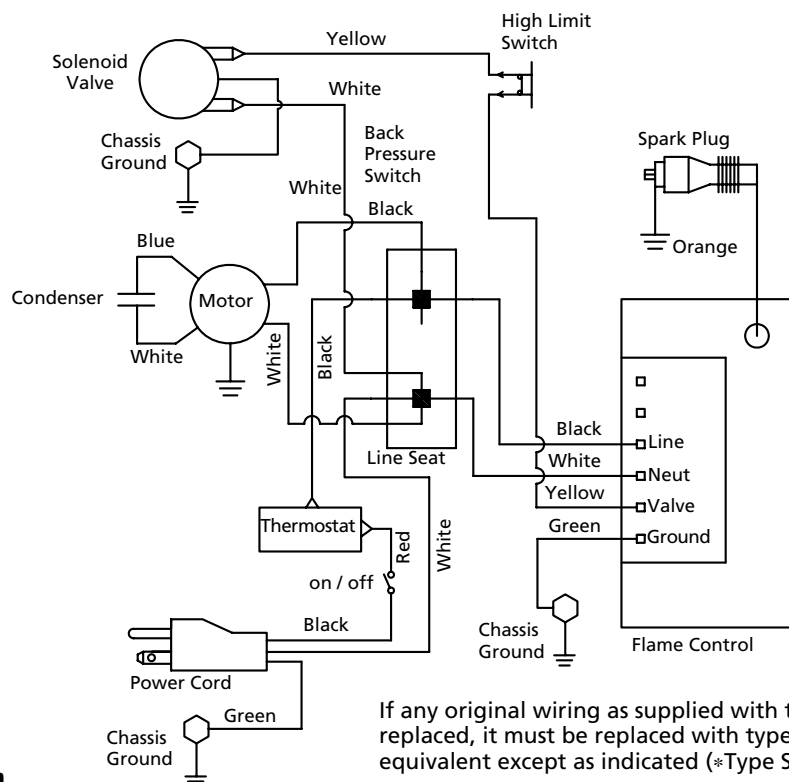 High Limit
Switch
Yellow
Solenoid
Valve
White
Spark Plug
Chassis
Ground
Back
Pressure
Switch
White
Black
Blue
Orange
Condenser
Motor
White
White
Black
Black
Line
Line Seat
White
Neut
Yellow
Valve
Green
Ground
Thermostat
Red
White
on / off
Black
Chassis
Ground
Flame Control
Power Cord
Green
Chassis
Ground
If any original wiring as supplied with
replaced, it must be replaced with type
equivalent except as indicated (*Type